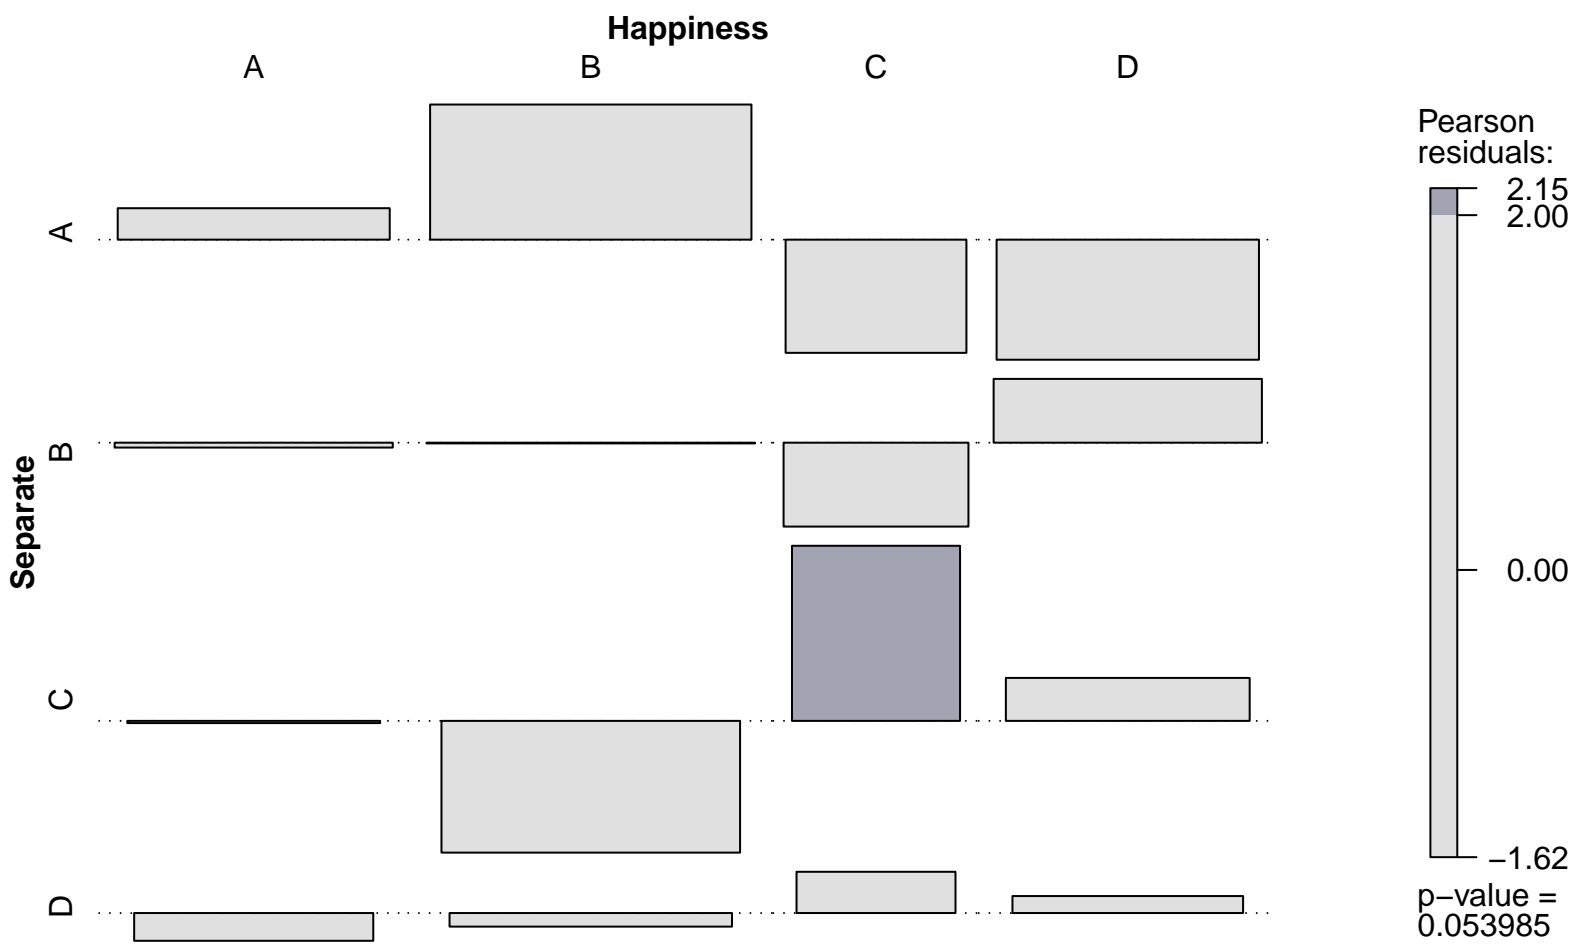 Happiness
A B C D
Separate
A
B
C
D
Pearson
residuals:
2.15
2.00
0.00
−1.62
p−value =
0.053985